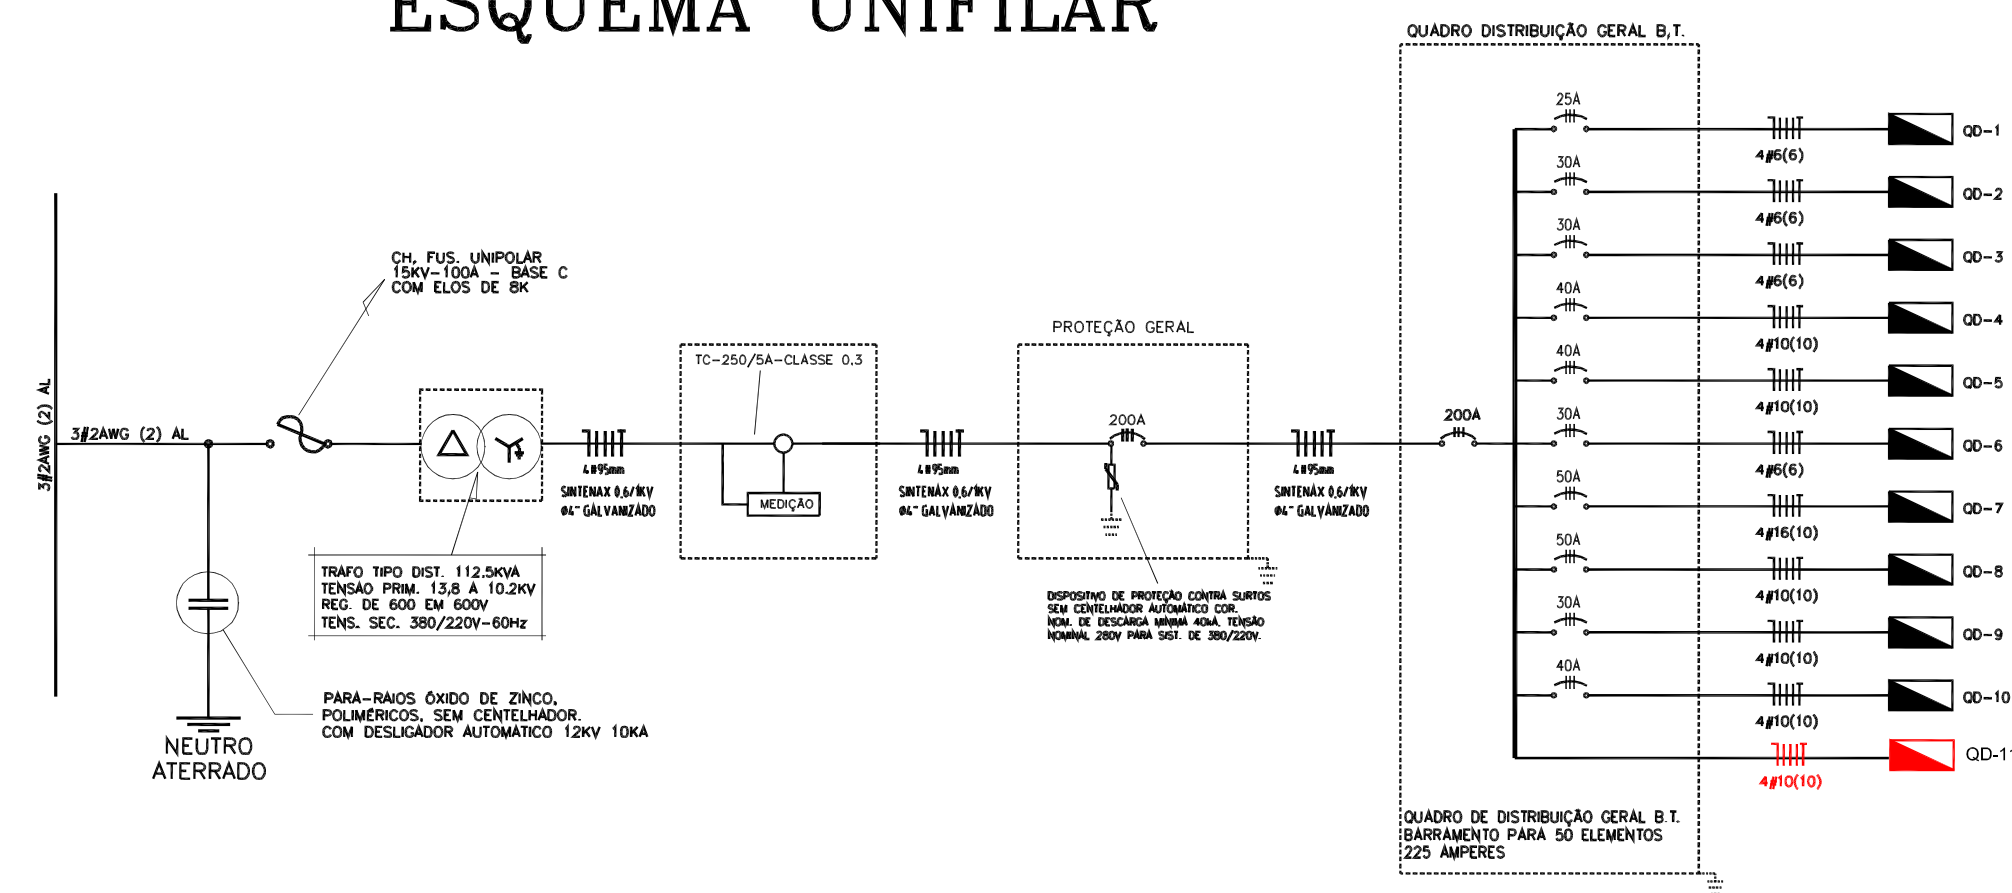 ESQUEMA UNIFILAR
QUADRO DISTRIBUIÇÃO GERAL B,T.
3#2AWG (2) AL
3#2AWG (2) AL
CH, FUS. UNIPOLAR
15KV-100A - BASE C
COM ELOS DE 8K
TRAFO TIPO DIST. 112.5KVA
TENSAO PRIM. 13,8 A 10.2KV
REG. DE 600 EM 600V
TENS. SEC. 380/220V-60Hz
PARA-RAIOS ÓXIDO DE ZINCO,
POLIMÉRICOS, SEM CENTELHADOR.
COM DESLIGADOR AUTOMATICO 12KV 10KA
NEUTRO
ATERRADO
4#95mm
SINTENAX 0,6/1KV
Ø4" GALVANIZADO
TC-250/5A-CLASSE 0,3
MEDIÇÃO
4#95mm
SINTENAX 0,6/1KV
Ø4" GALVANIZADO
PROTEÇÃO GERAL
200A
DISPOSITIVO DE PROTEÇÃO CONTRA SURTOS
SEM CENTELHADOR AUTOMÁTICO COR.
NOM. DE DESCARGA MINIMA 40kA, TENSÃO
NOMINAL 280V PARA SIST. DE 380/220V.
4#95mm
SINTENAX 0,6/1KV
Ø4" GALVANIZADO
200A
25A
4#6(6)
QD-1
30A
4#6(6)
QD-2
30A
4#6(6)
QD-3
40A
4#10(10)
QD-4
40A
4#10(10)
QD-5
30A
4#6(6)
QD-6
50A
4#16(10)
QD-7
50A
4#10(10)
QD-8
30A
4#10(10)
QD-9
40A
4#10(10)
QD-10
4#10(10)
QD-11
QUADRO DE DISTRIBUIÇÃO GERAL B.T.
BARRAMENTO PARA 50 ELEMENTOS
225 AMPERES